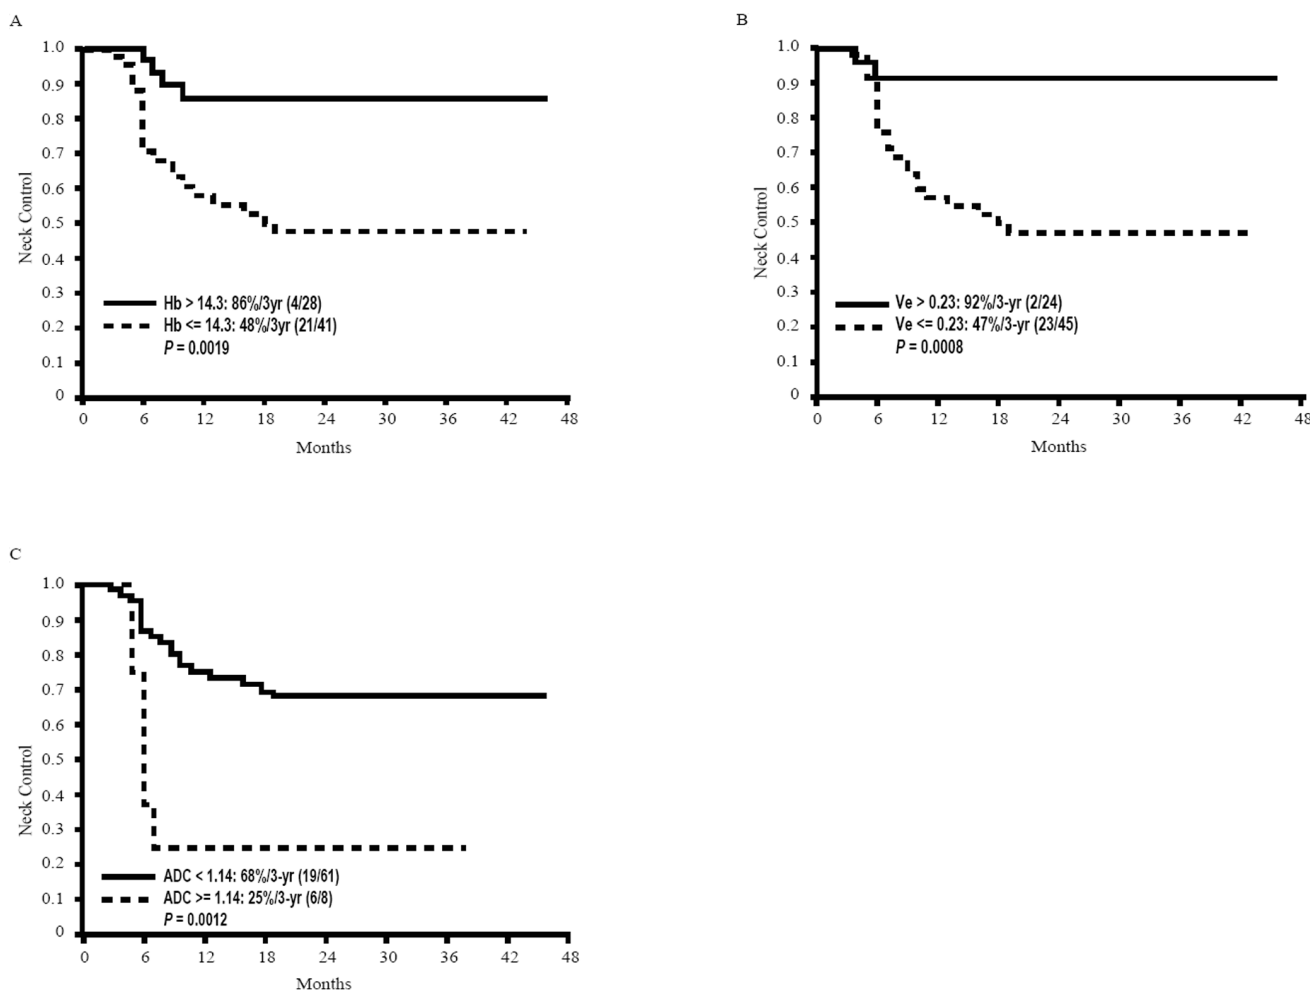 A
1.0
0.9
0.8
0.7
0.6
0.5
0.4
0.3
0.2
0.1
0
Neck Control
Hb > 14.3: 86%/3yr (4/28)
Hb <= 14.3: 48%/3yr (21/41)
P = 0.0019
0 6 12 18 24 30 36 42 48
Months
B
1.0
0.9
0.8
0.7
0.6
0.5
0.4
0.3
0.2
0.1
0
Neck Control
Ve > 0.23: 92%/3-yr (2/24)
Ve <= 0.23: 47%/3-yr (23/45)
P = 0.0008
0 6 12 18 24 30 36 42 48
Months
C
1.0
0.9
0.8
0.7
0.6
0.5
0.4
0.3
0.2
0.1
0
Neck Control
ADC < 1.14: 68%/3-yr (19/61)
ADC >= 1.14: 25%/3-yr (6/8)
P = 0.0012
0 6 12 18 24 30 36 42 48
Months